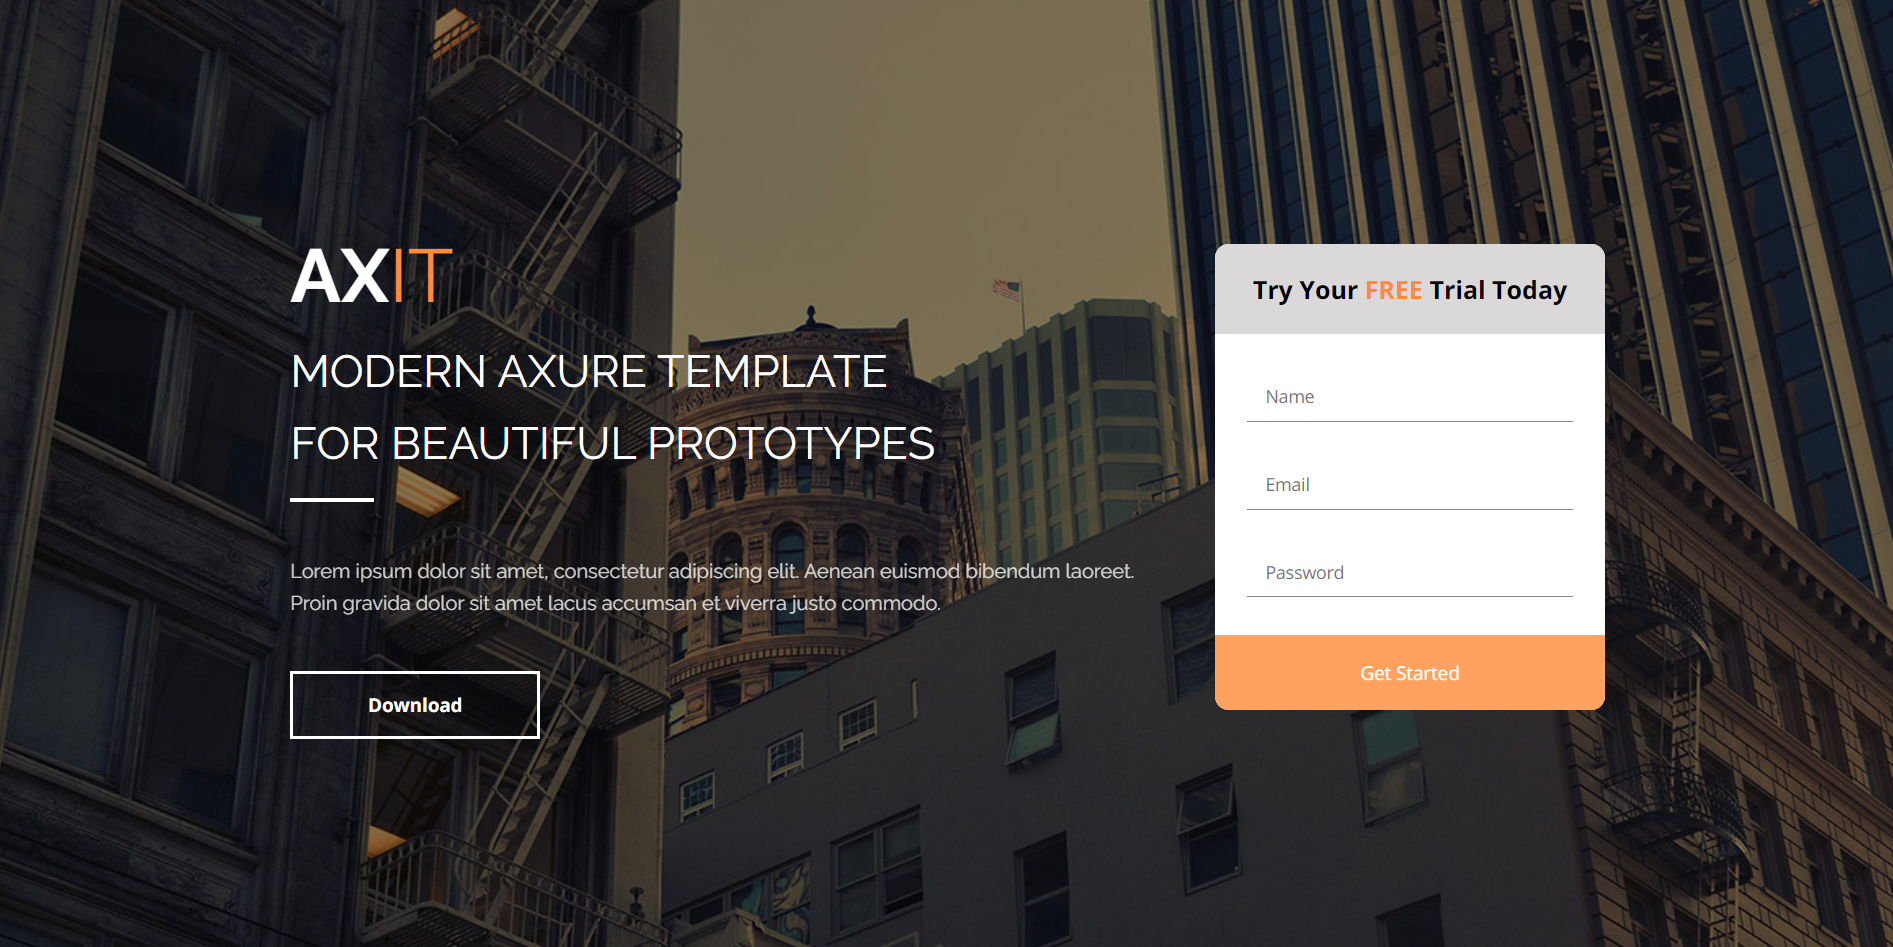 AXIT
MODERN AXURE TEMPLATE
FOR BEAUTIFUL PROTOTYPES
Lorem ipsum dolor sit amet, consectetur adipiscing elit. Aenean euismod bibendum laoreet.
Proin gravida dolor sit amet lacus accumsan et viverra justo commodo.
Download
Try Your FREE Trial Today
Name
Email
Password
Get Started